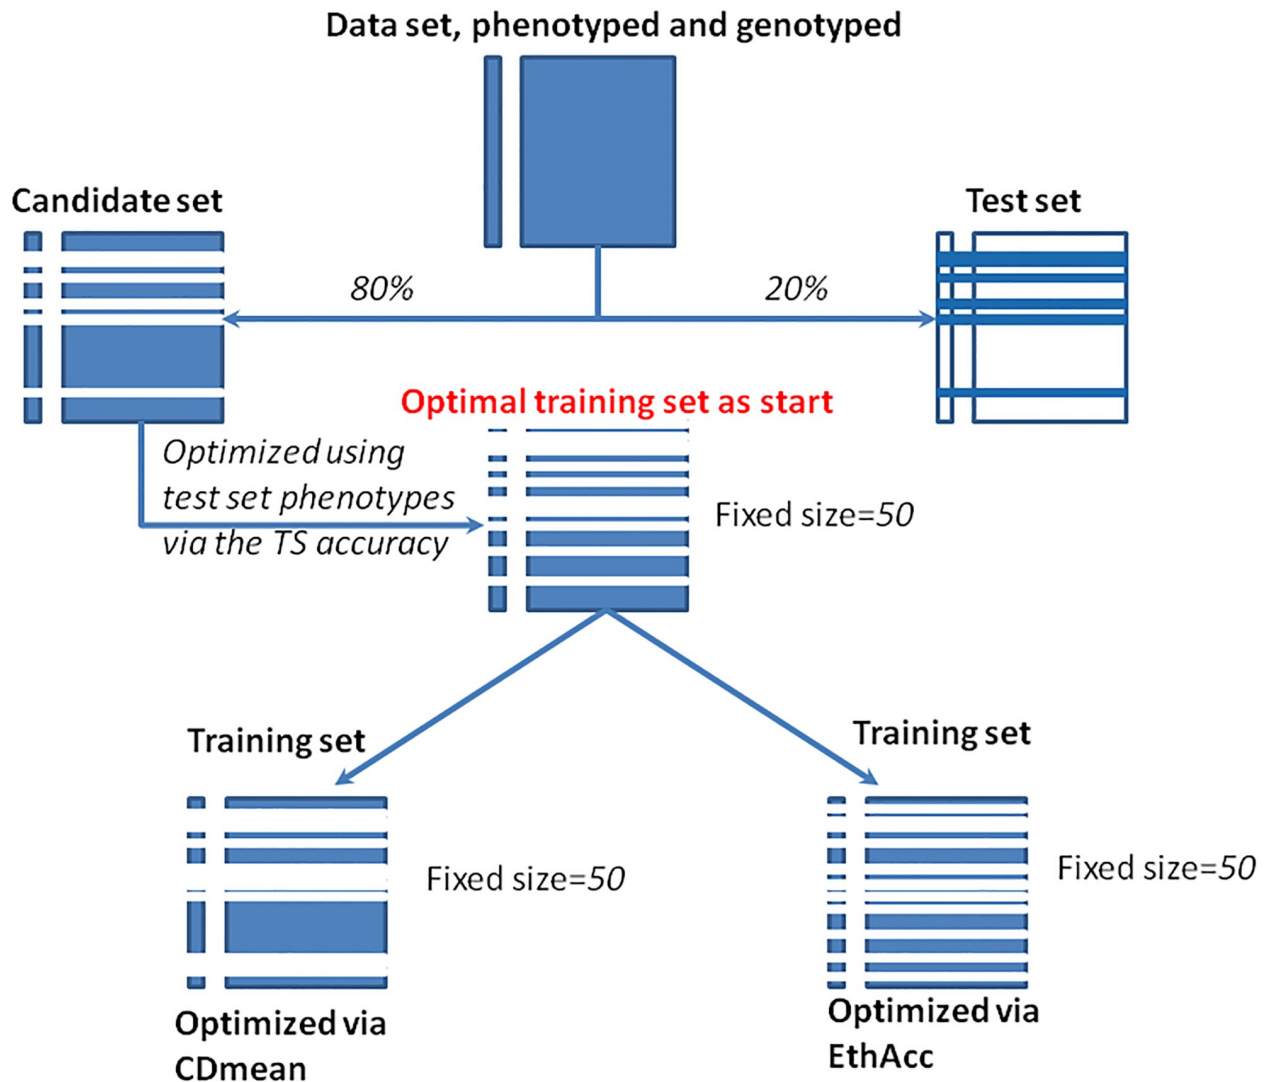 Data set, phenotyped and genotyped
Candidate set
Test set
80%
20%
Optimal training set as start
Optimized using
test set phenotypes
via the TS accuracy
Fixed size=50
Training set
Training set
Fixed size=50
Fixed size=50
Optimized via
CDmean
Optimized via
EthAcc